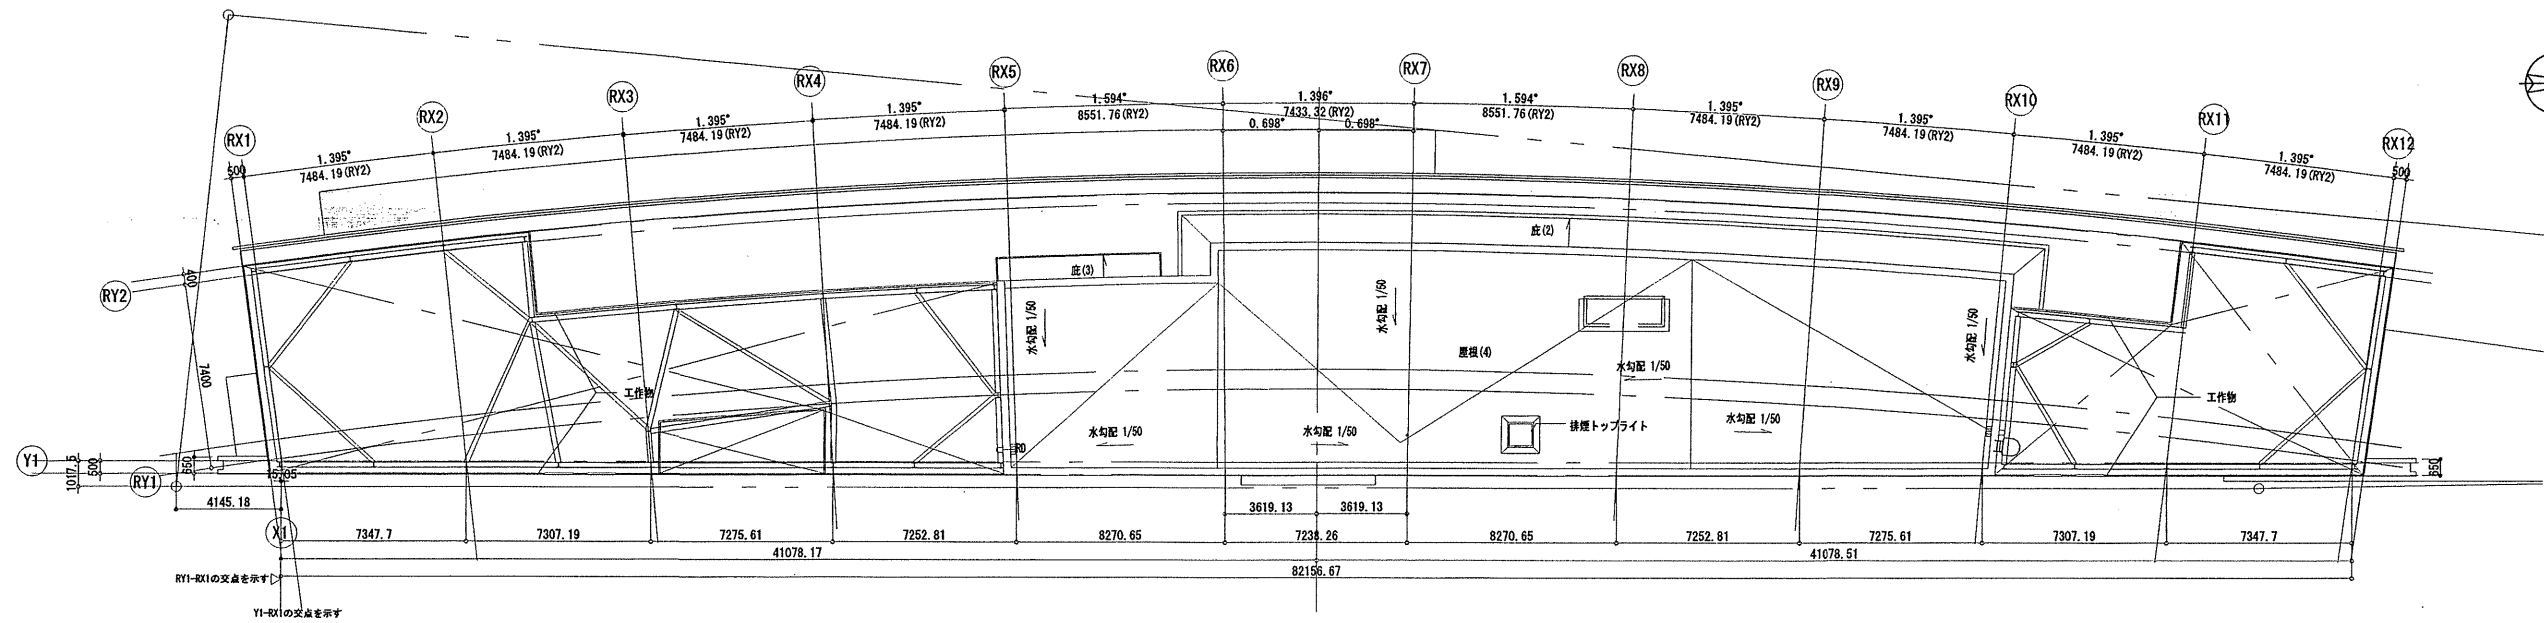 RX1
RX2
RX3
RX4
RX5
RX6
RX7
RX8
RX9
RX10
RX11
RX12
500
1.395°
7484.19(RY2)
1.395°
7484.19(RY2)
1.395°
7484.19(RY2)
1.395°
7484.19(RY2)
1.594°
8551.76(RY2)
1.396°
7433.32(RY2)
0.698°
0.698°
1.594°
8551.76(RY2)
1.395°
7484.19(RY2)
1.395°
7484.19(RY2)
1.395°
7484.19(RY2)
1.395°
7484.19(RY2)
500
庇(2)
庇(3)
RY2
400
7400
水勾配 1/50
水勾配 1/50
水勾配 1/50
屋根(4)
水勾配 1/50
工作物
工作物
水勾配 1/50
水勾配 1/50
排煙トップライト
水勾配 1/50
RD
Y1
1017.5
500
RY1
650
650
4145.18
3619.13
3619.13
X1
7347.7
7307.19
7275.61
7252.81
8270.65
7238.26
8270.65
7252.81
7275.61
7307.19
7347.7
41078.17
41078.51
RY1-RX1の交点を示す
82156.67
Y1-RX1の交点を示す